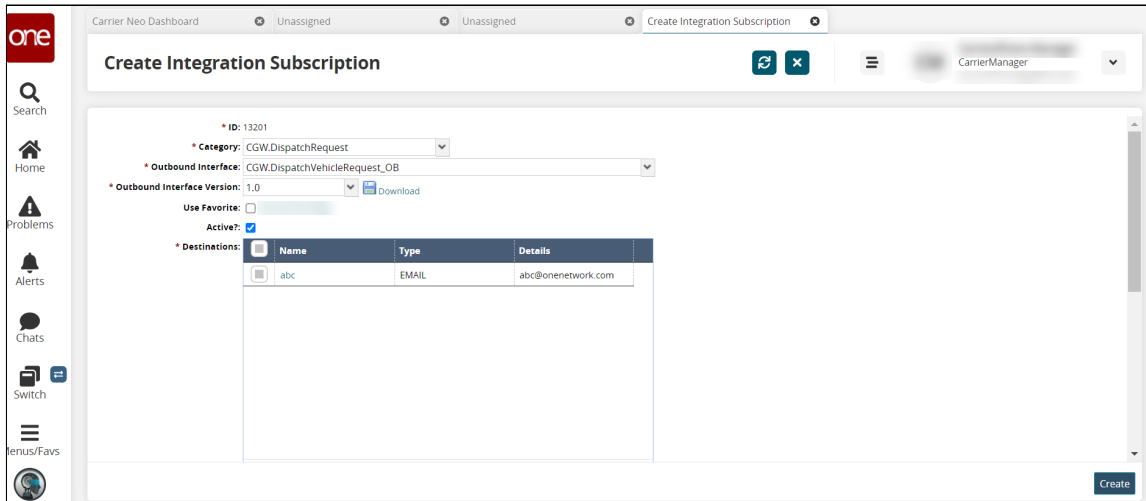 one
Carrier Neo Dashboard
Unassigned
Unassigned
Create Integration Subscription
Create Integration Subscription
CarrierManager
Search
Home
Problems
Alerts
Chats
Switch
Menus/Favs
* ID: 13201
* Category: CGW.DispatchRequest
* Outbound Interface: CGW.DispatchVehicleRequest_OB
* Outbound Interface Version: 1.0 Download
Use Favorite:
Active?:
* Destinations: Name Type Details
abc EMAIL abc@onenetwork.com
Create